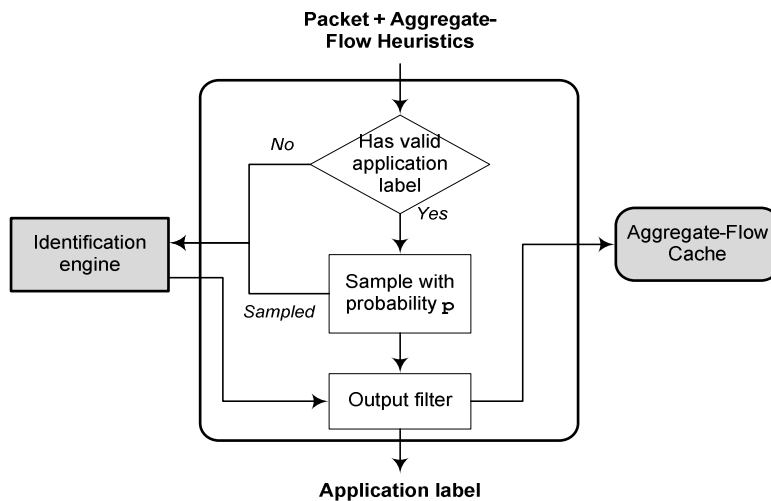 Packet + Aggregate-
Flow Heuristics
No
Has valid
application
label
Yes
Identification
engine
Aggregate-Flow
Cache
Sample with
probability p
Sampled
Output filter
Application label